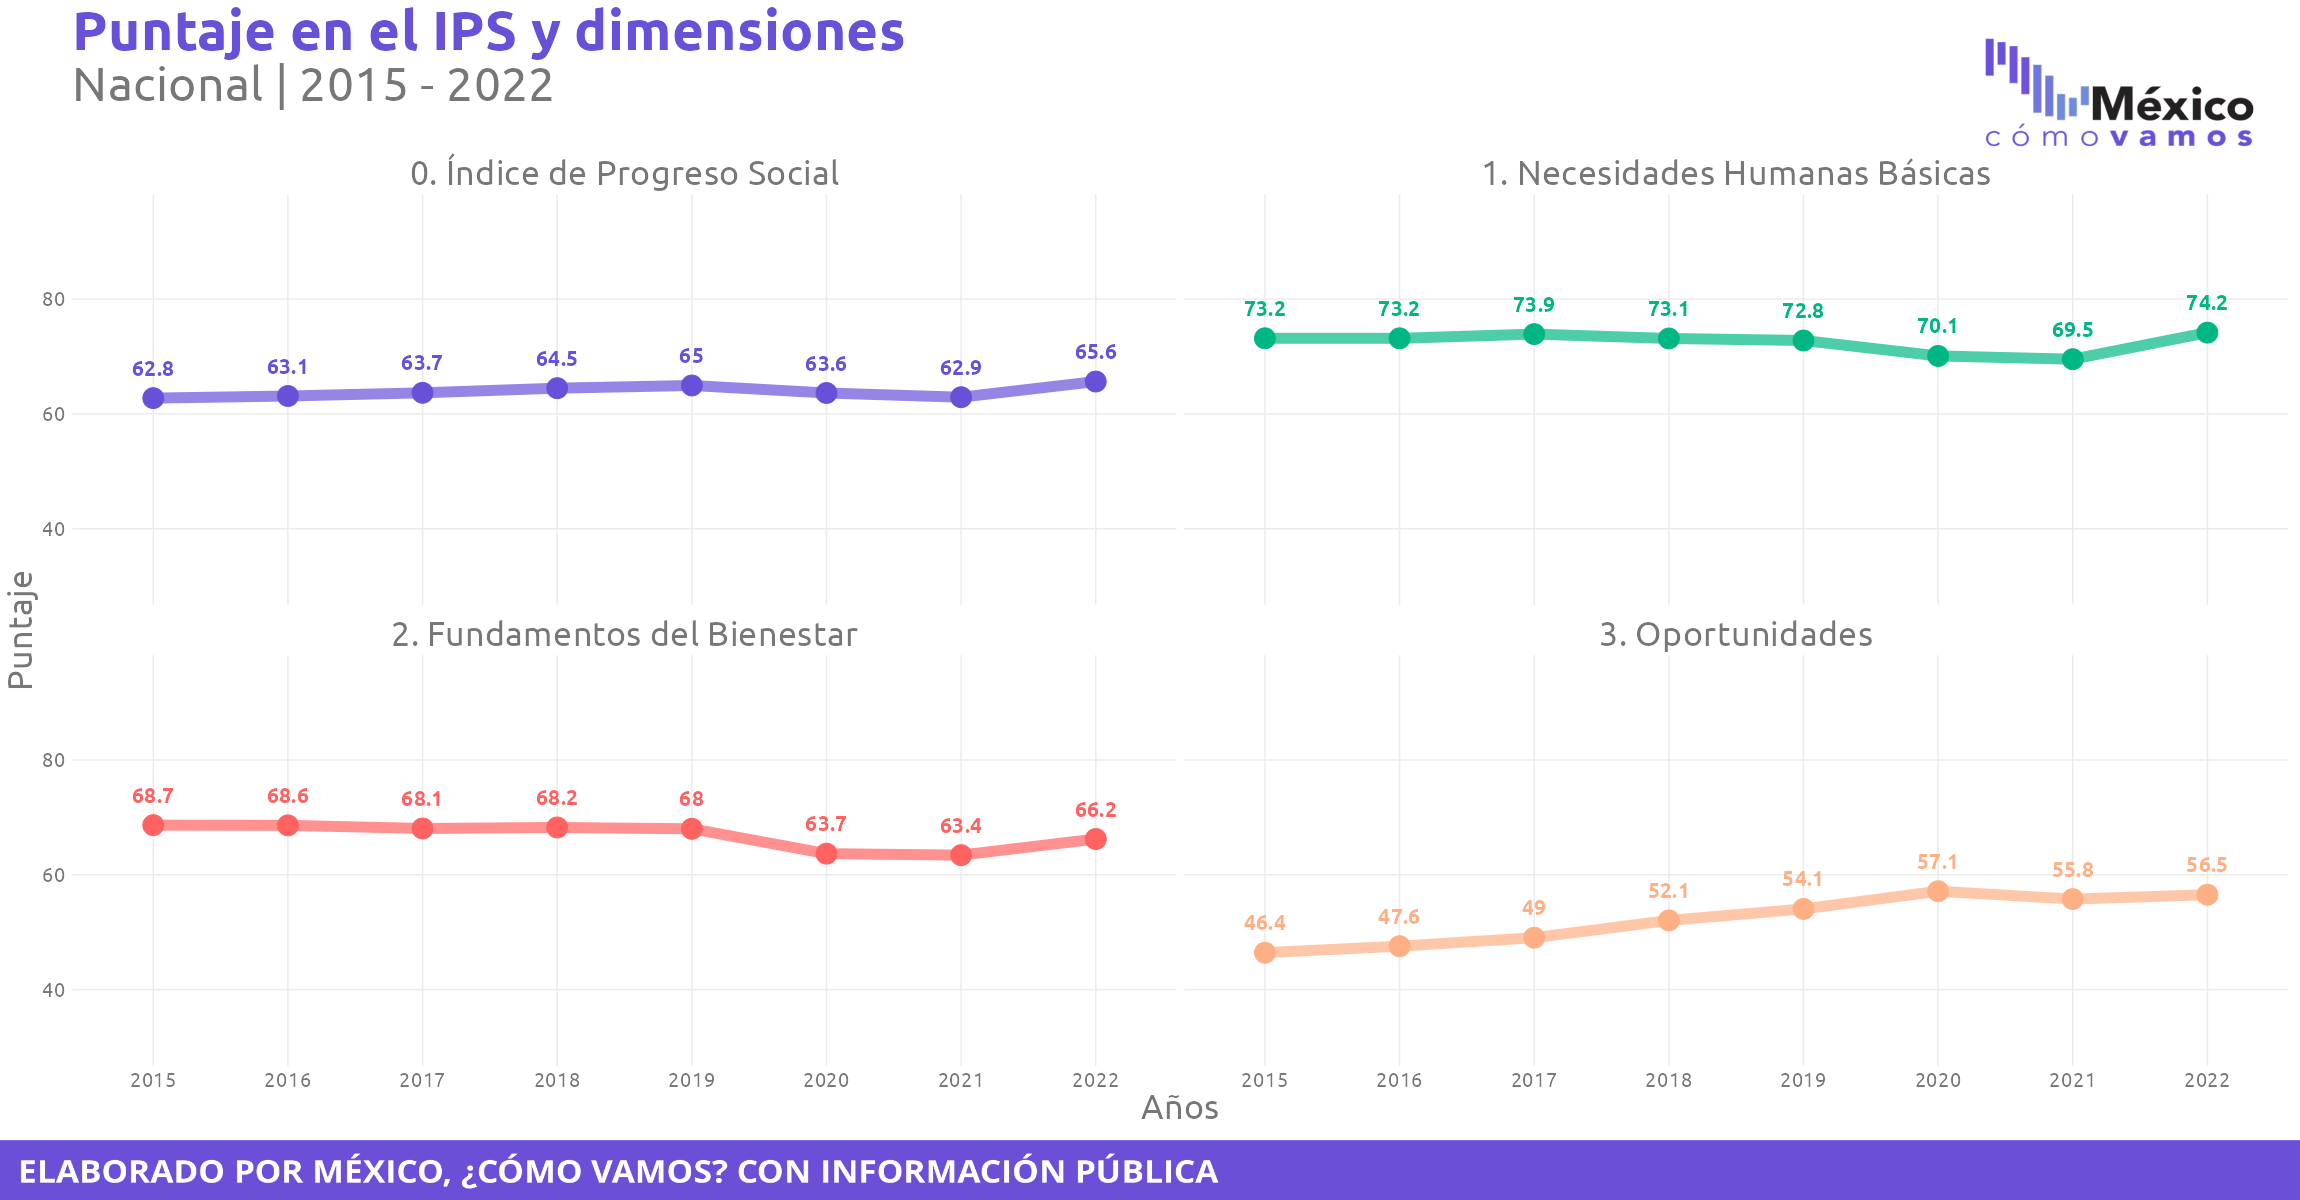 Puntaje en el IPS y dimensiones
Nacional | 2015 - 2022
México
cómovamos
0. Índice de Progreso Social
80
60
40
62.8 63.1 63.7 64.5 65 63.6 62.9 65.6
1. Necesidades Humanas Básicas
73.2 73.2 73.9 73.1 72.8 70.1 69.5 74.2
Puntaje
2. Fundamentos del Bienestar
80
60
40
68.7 68.6 68.1 68.2 68 63.7 63.4 66.2
2015 2016 2017 2018 2019 2020 2021 2022
3. Oportunidades
46.4 47.6 49 52.1 54.1 57.1 55.8 56.5
2015 2016 2017 2018 2019 2020 2021 2022
Años
ELABORADO POR MÉXICO, ¿CÓMO VAMOS? CON INFORMACIÓN PÚBLICA